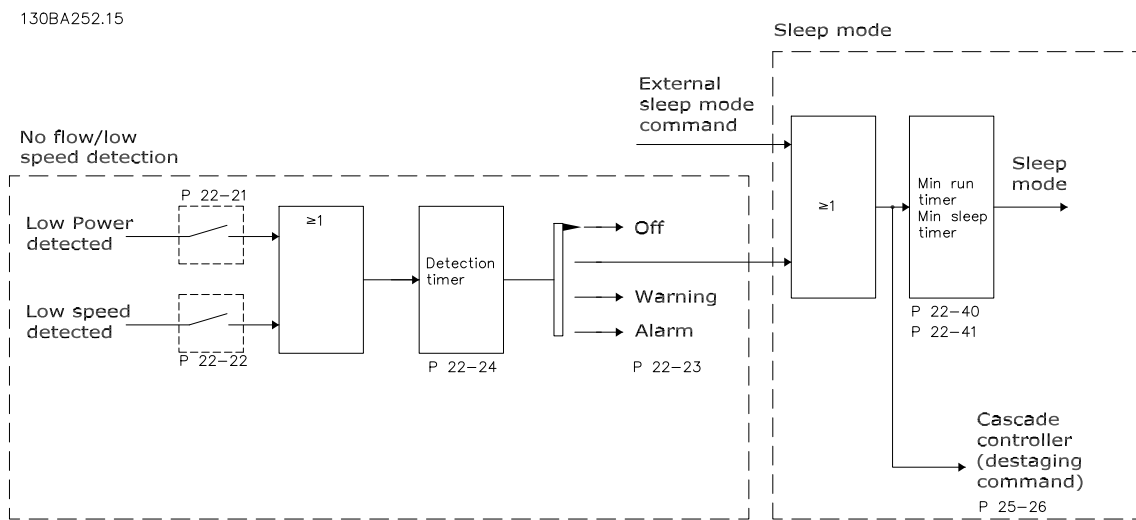 130BA252.15
Sleep mode
External
sleep mode
command
No flow/low
speed detection
P 22-21
Low Power
detected
≥1
Low speed
detected
P 22-22
Detection
timer
P 22-24
Off
Warning
Alarm
P 22-23
≥1
Min run
timer
Min sleep
timer
P 22-40
P 22-41
Sleep
mode
Cascade
controller
(destaging
command)
P 25-26